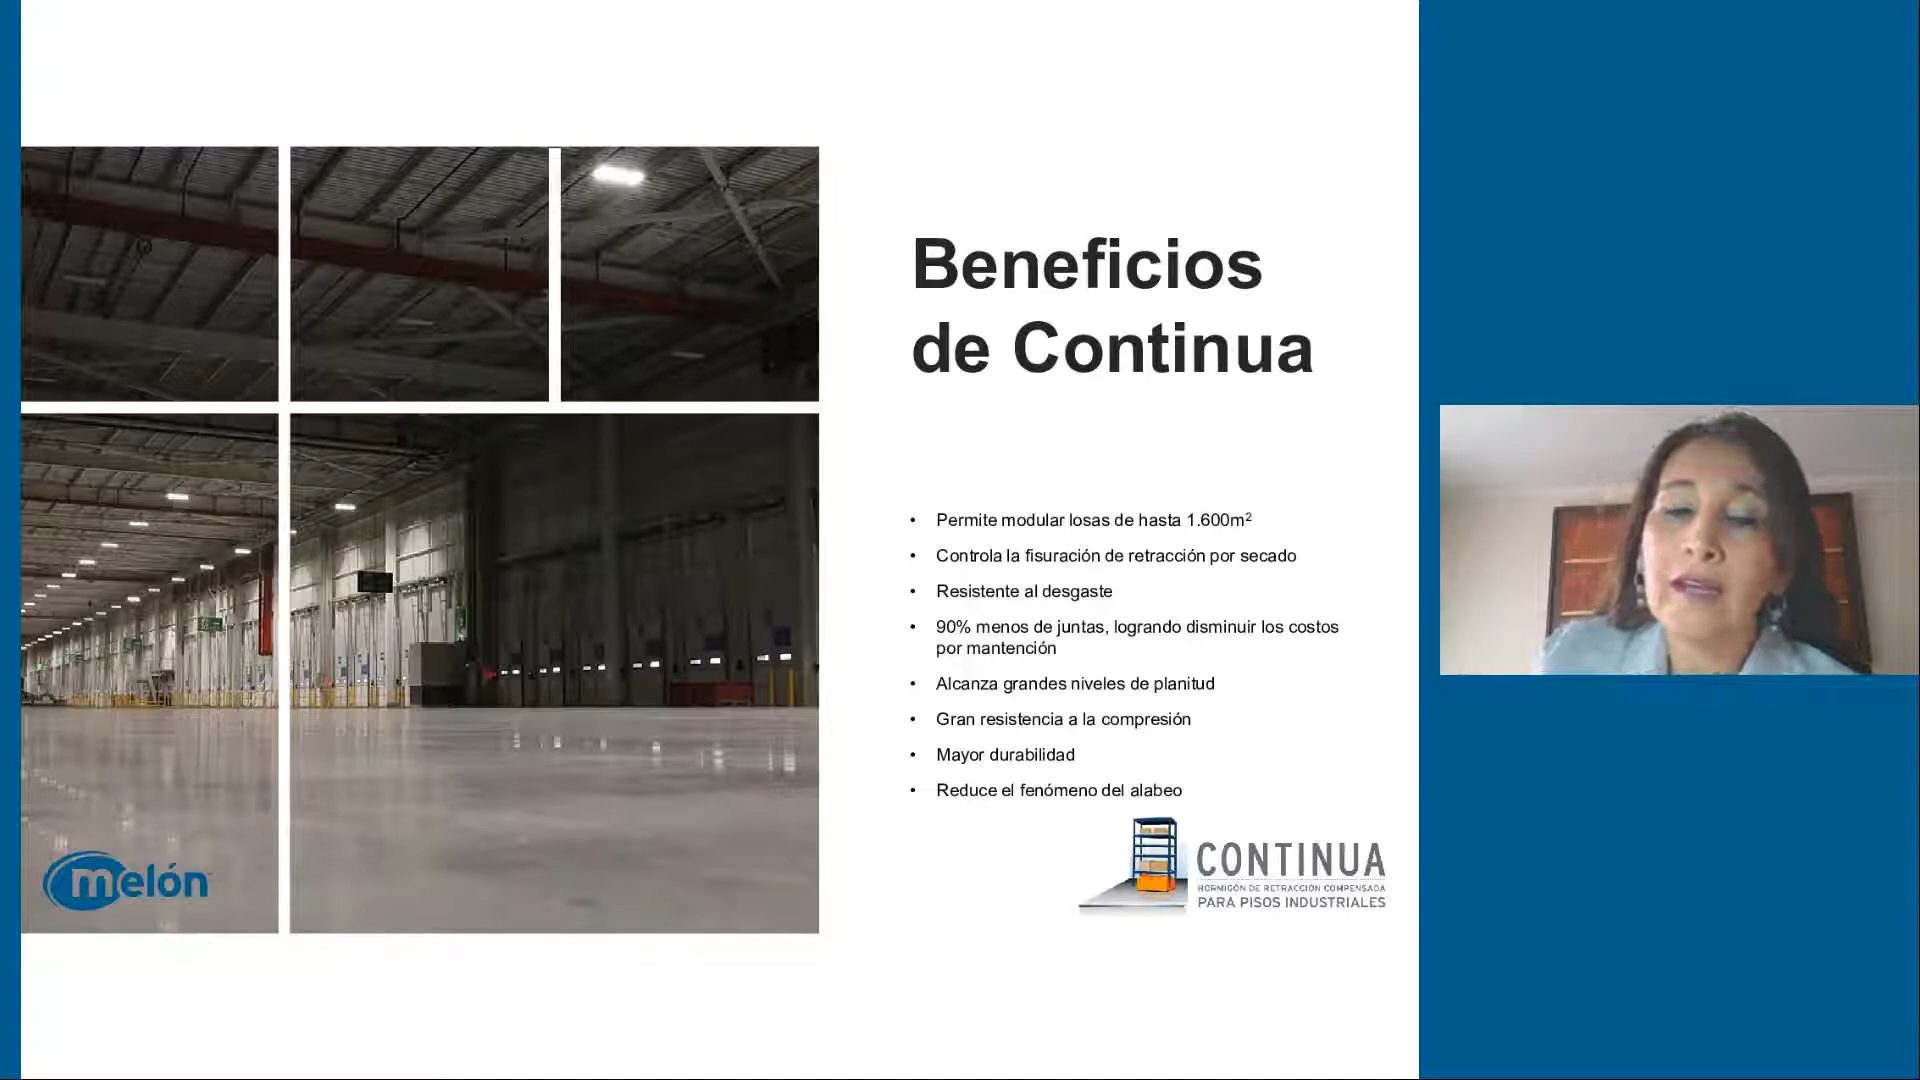 Beneficios
de Continua
• Permite modular losas de hasta 1.600m²
• Controla la fisuración de retracción por secado
• Resistente al desgaste
• 90% menos de juntas, logrando disminuir los costos
por mantención
• Alcanza grandes niveles de planitud
• Gran resistencia a la compresión
• Mayor durabilidad
• Reduce el fenómeno del alabeo
melón
CONTINUA
HORMIGÓN DE RETRACCIÓN COMPENSADA
PARA PISOS INDUSTRIALES